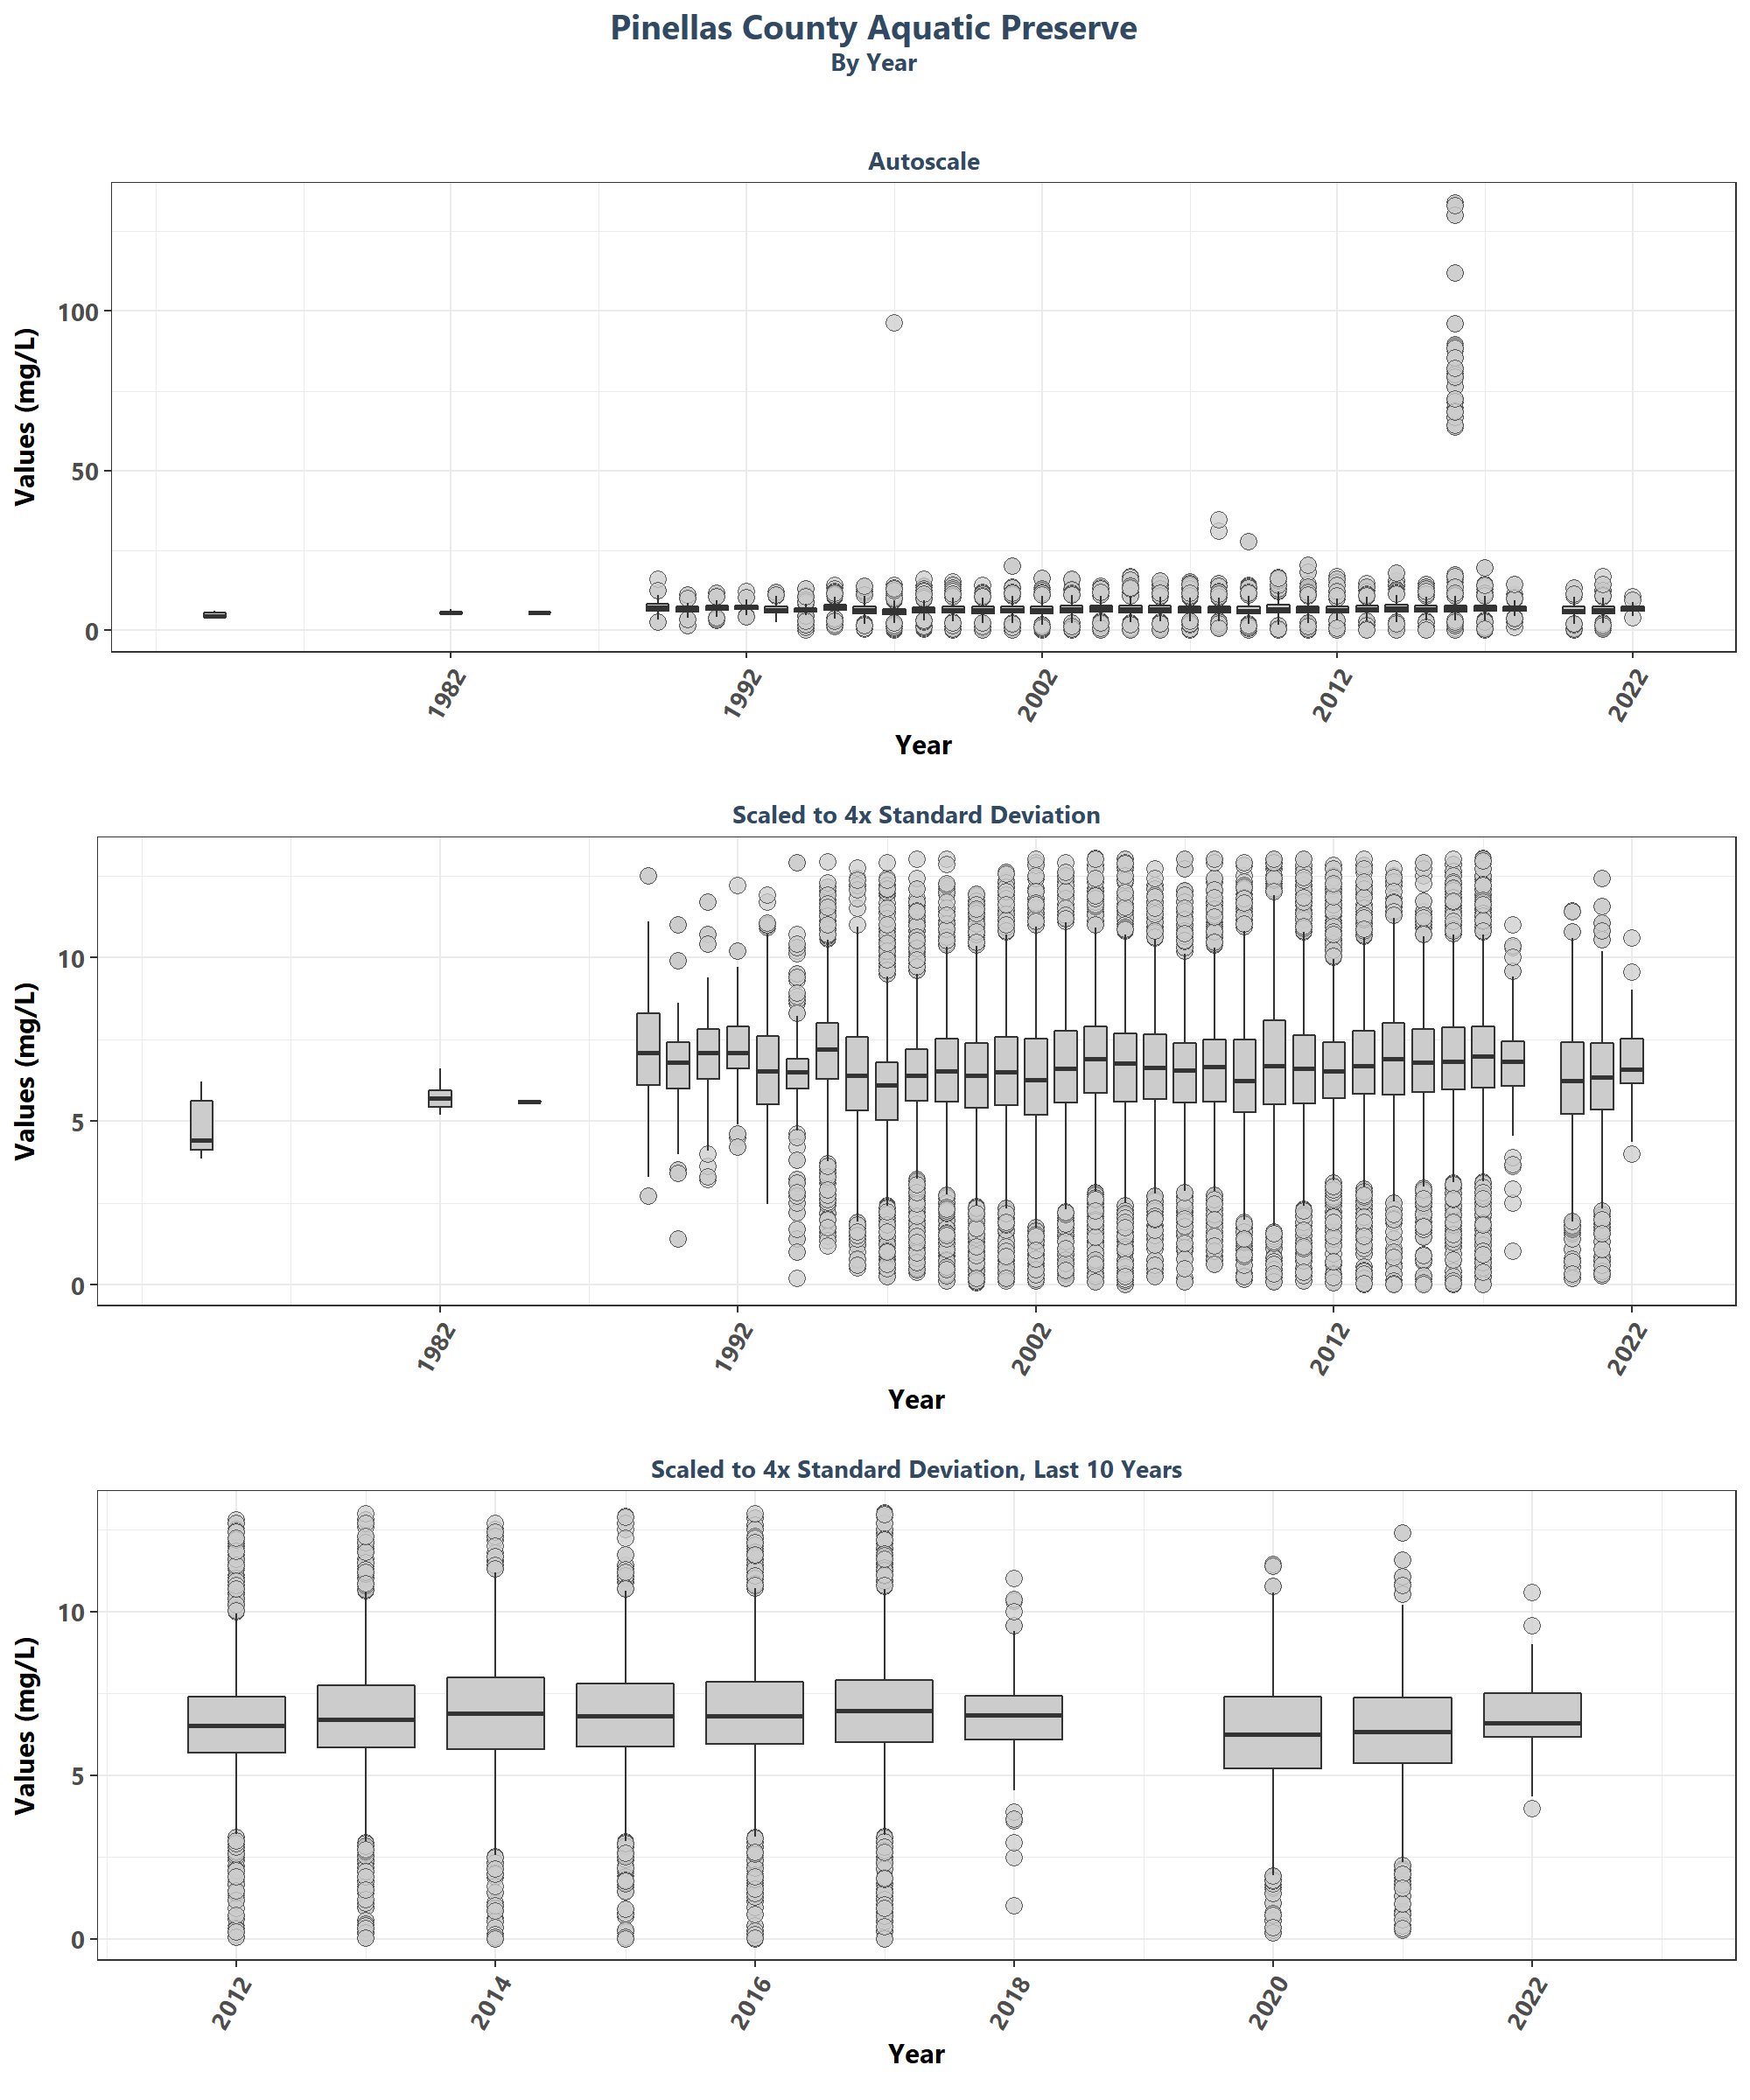 Pinellas County Aquatic Preserve
By Year
Autoscale
Values (mg/L)
100
50
0
1982
1992
2002
2012
2022
Year
Scaled to 4x Standard Deviation
Values (mg/L)
10
5
0
1982
1992
2002
2012
2022
Year
Scaled to 4x Standard Deviation, Last 10 Years
Values (mg/L)
10
5
0
2012
2014
2016
2018
2020
2022
Year